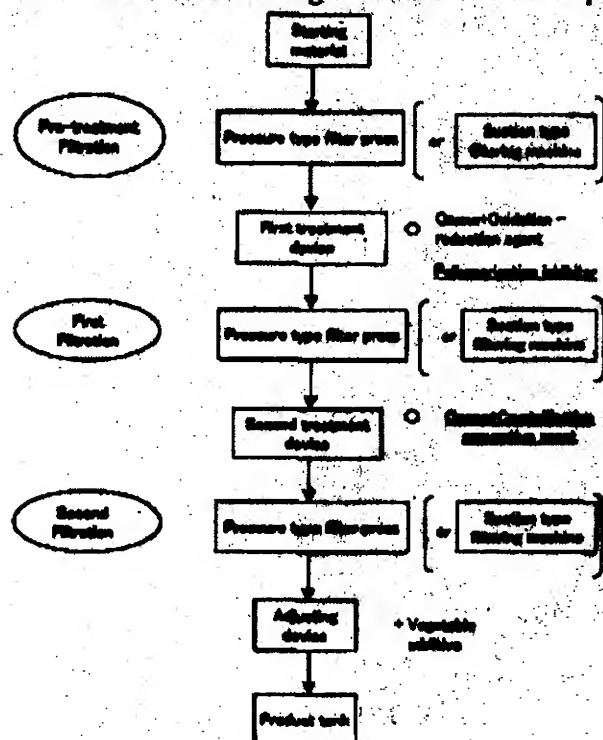 Starting
material
Pre-treatment
Filtration
Pressure type filter press
or
Suction type
filtering machine
First treatment
device
Oxidation -
reduction agent
Polymerization inhibitor
First
Filtration
Pressure type filter press
or
Suction type
filtering machine
Second treatment
device
Second
Filtration
Pressure type filter press
or
Suction type
filtering machine
Adjusting
device
+ Vegetable
additive
Product tank